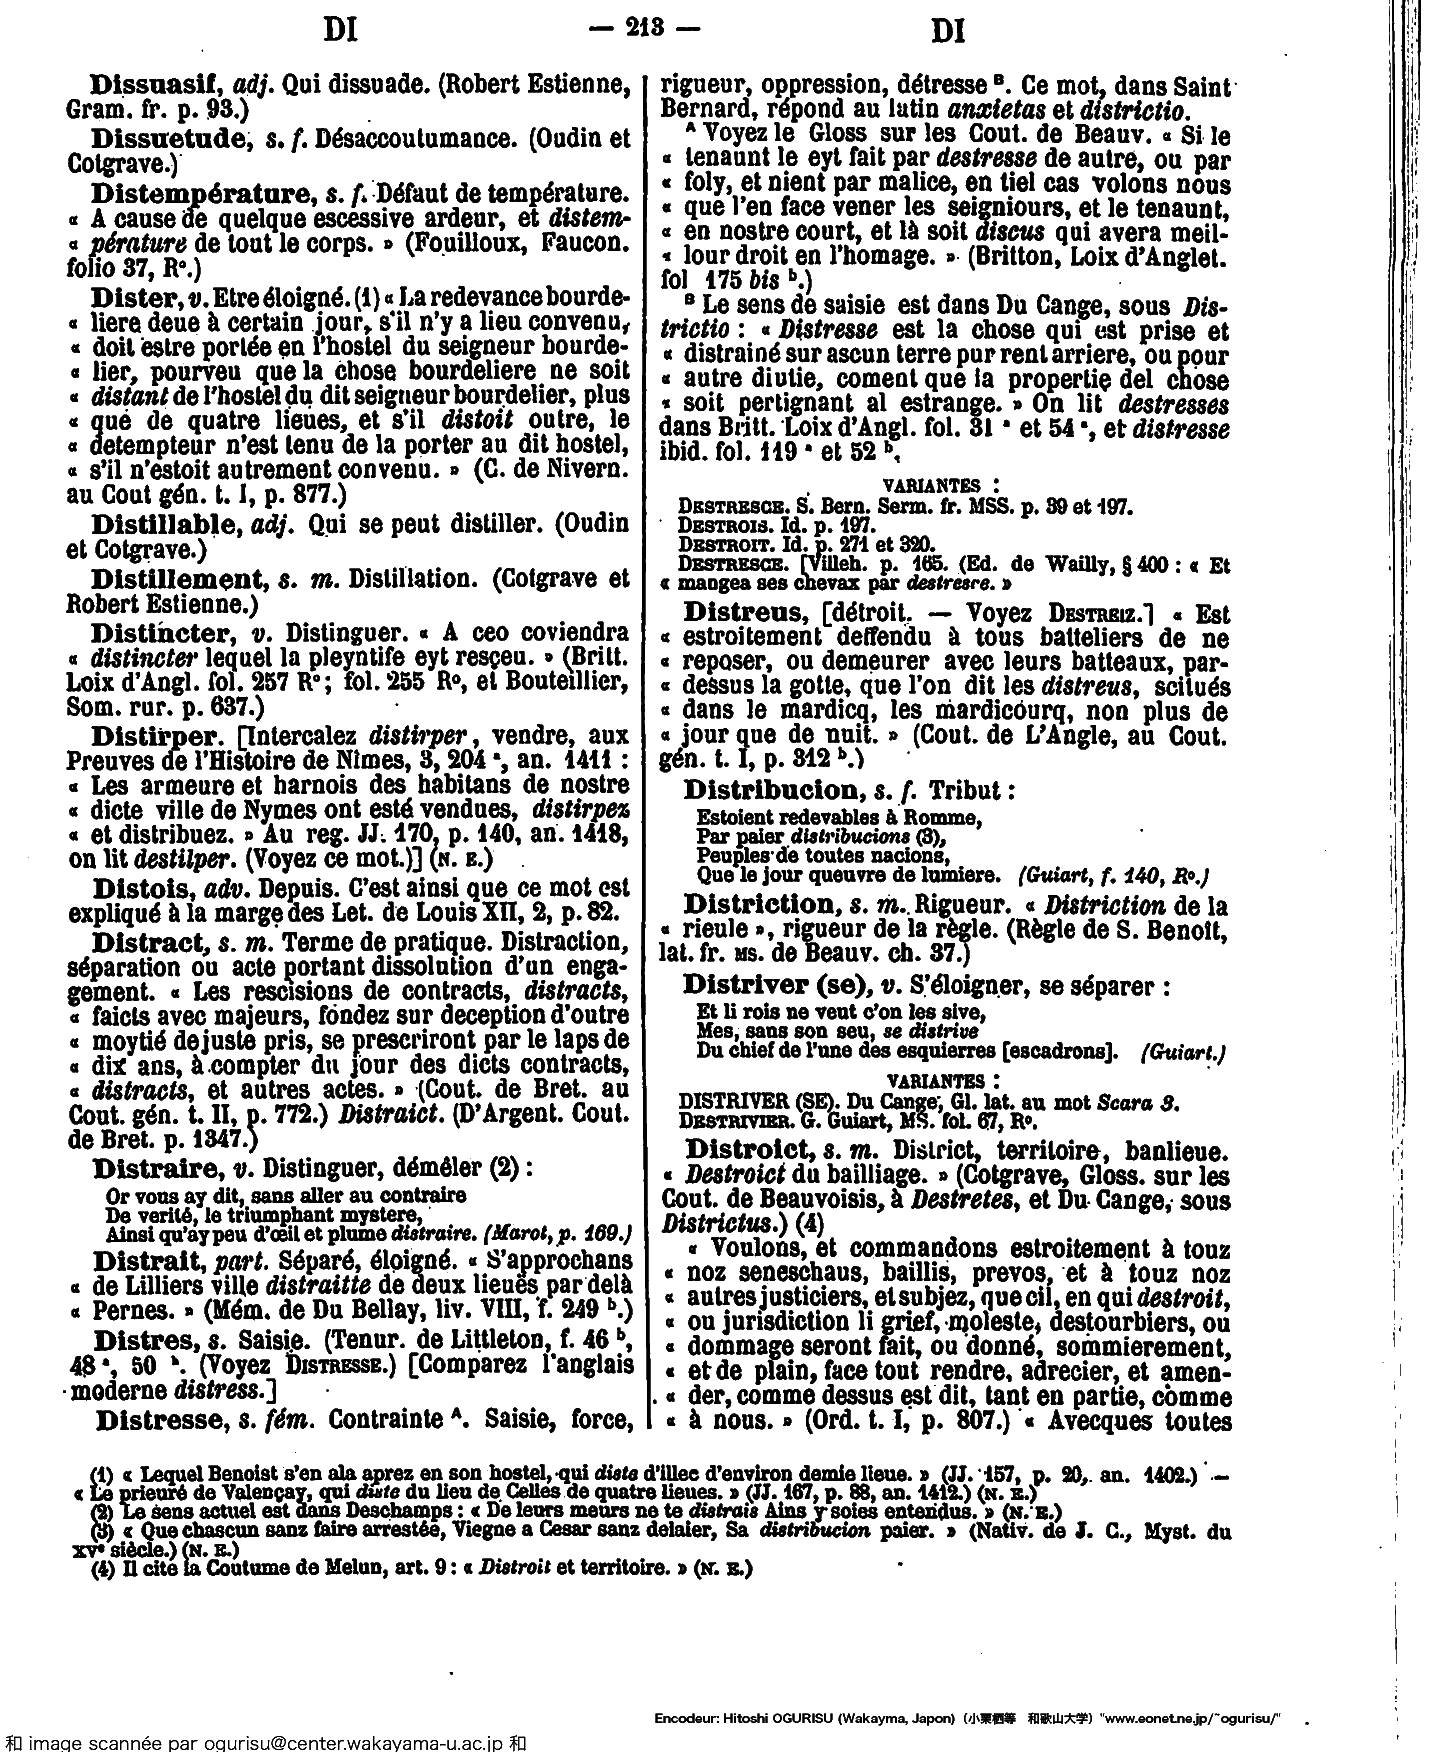 DI — 213 — DI
Dissuasif, adj. Qui dissuade. (Robert Estienne,
Gram. fr. p. 93.)
Dissuetude, s. f. Désaccoutumance. (Oudin et
Cotgrave.)
Distempérature, s. f. Défaut de température.
« A cause de quelque escessive ardeur, et distem-
« pérature de tout le corps. » (Fouilloux, Faucon.
folio 37, R°.)
Dister, v. Etre éloigné. (1) « La redevance bourde-
« liere deue à certain jour, s'il n'y a lieu convenu,
« doit estre portée en l'hostel du seigneur bourde-
« lier, pourveu que la chose bourdeliere ne soit
« distant de l'hostel du dit seigneur bourdelier, plus
« que de quatre lieues, et s'il distoit outre, le
« detempteur n'est tenu de la porter au dit hostel,
« s'il n'estoit autrement convenu. » (C. de Nivern.
au Cout gén. t. I, p. 877.)
Distillable, adj. Qui se peut distiller. (Oudin
et Cotgrave.)
Distillement, s. m. Distillation. (Cotgrave et
Robert Estienne.)
Distincter, v. Distinguer. « A ceo coviendra
« distincter lequel la pleyntife eyt resçeu. » (Britt.
Loix d'Angl. fol. 257 R°; fol. 255 R°, et Bouteillier,
Som. rur. p. 637.)
Distirper. [Intercalez distirper, vendre, aux
Preuves de l'Histoire de Nîmes, 3, 204 ª, an. 1411 :
« Les armeure et harnois des habitans de nostre
« dicte ville de Nymes ont esté vendues, distirpez
« et distribuez. » Au reg. JJ. 170, p. 140, an. 1418,
on lit destilper. (Voyez ce mot.)] (N. E.)
Distois, adv. Depuis. C'est ainsi que ce mot est
expliqué à la marge des Let. de Louis XII, 2, p. 82.
Distract, s. m. Terme de pratique. Distraction,
séparation ou acte portant dissolution d'un enga-
gement. « Les rescisions de contracts, distracts,
« faicts avec majeurs, fondez sur deception d'outre
« moytié de juste pris, se prescriront par le laps de
« dix ans, à compter du jour des dicts contracts,
« distracts, et autres actes. » (Cout. de Bret. au
Cout. gén. t. II, p. 772.) Distraict. (D'Argent. Cout.
de Bret. p. 1347.)
Distraire, v. Distinguer, démêler (2) :
Or vous ay dit, sans aller au contraire
De verité, le triumphant mystere,
Ainsi qu'ay peu d'œil et plume distraire. (Marot, p. 169.)
Distrait, part. Séparé, éloigné. « S'approchans
« de Lilliers ville distraitte de deux lieues par delà
« Pernes. » (Mém. de Du Bellay, liv. VIII, f. 249 ᵇ.)
Distres, s. Saisie. (Tenur. de Littleton, f. 46 ᵇ,
48 ª, 50 ᵇ. (Voyez DISTRESSE.) [Comparez l'anglais
moderne distress.]
Distresse, s. fém. Contrainte ᴬ. Saisie, force,
rigueur, oppression, détresse ᴮ. Ce mot, dans Saint
Bernard, répond au latin anxietas et districtio.
ᴬ Voyez le Gloss sur les Cout. de Beauv. « Si le
« tenaunt le eyt fait par destresse de autre, ou par
« foly, et nient par malice, en tiel cas volons nous
« que l'en face vener les seigniours, et le tenaunt,
« en nostre court, et là soit discus qui avera meil-
« lour droit en l'homage. » (Britton, Loix d'Anglet.
fol 175 bis ᵇ.)
ᴮ Le sens de saisie est dans Du Cange, sous Dis-
trictio : « Distresse est la chose qui est prise et
« distrainé sur ascun terre pur rent arriere, ou pour
« autre diutie, coment que la propertie del chose
« soit pertignant al estrange. » On lit destresses
dans Britt. Loix d'Angl. fol. 31 ª et 54 ª, et distresse
ibid. fol. 119 ª et 52 ᵇ.
VARIANTES :
DESTRESCE. S. Bern. Serm. fr. MSS. p. 39 et 197.
DESTROIS. Id. p. 197.
DESTROIT. Id. p. 271 et 320.
DESTRESCE. [Villeh. p. 165. (Ed. de Wailly, § 400 : « Et
« mangea ses chevax par destresce. »
Distreus, [détroit. — Voyez DESTREIZ.] « Est
« estroitement deffendu à tous batteliers de ne
« reposer, ou demeurer avec leurs batteaux, par-
« dessus la gotte, que l'on dit les distreus, scitués
« dans le mardicq, les mardicourq, non plus de
« jour que de nuit. » (Cout. de L'Angle, au Cout.
gén. t. I, p. 312 ᵇ.)
Distribucion, s. f. Tribut :
Estoient redevables à Romme,
Par paier distribucions (3),
Peuples de toutes nacions,
Que le jour queuvre de lumiere. (Guiart, f. 140, R°.)
Distriction, s. m. Rigueur. « Distriction de la
« rieule », rigueur de la règle. (Règle de S. Benoît,
lat. fr. MS. de Beauv. ch. 37.)
Distriver (se), v. S'éloigner, se séparer :
Et li rois ne veut c'on les sive,
Mes, sans son seu, se distrive
Du chief de l'une des esquierres [escadrons]. (Guiart.)
VARIANTES :
DISTRIVER (SE). Du Cange, Gl. lat. au mot Scara 3.
DESTRIVIER. G. Guiart, MS. fol. 67, R°.
Distroict, s. m. District, territoire, banlieue.
« Destroict du bailliage. » (Cotgrave, Gloss. sur les
Cout. de Beauvoisis, à Destretes, et Du Cange, sous
Districtus.) (4)
« Voulons, et commandons estroitement à touz
« noz seneschaus, baillis, prevos, et à touz noz
« autres justiciers, et subjez, que cil, en qui destroit,
« ou jurisdiction li grief, moleste, destourbiers, ou
« dommage seront fait, ou donné, sommierement,
« et de plain, face tout rendre, adrecier, et amen-
« der, comme dessus est dit, tant en partie, comme
« à nous. » (Ord. t. I, p. 807.) « Avecques toutes
(1) « Lequel Benoist s'en ala aprez en son hostel, qui diste d'illec d'environ demie lieue. » (JJ. 157, p. 20, an. 1402.) —
« Le prieuré de Valençay, qui diste du lieu de Celles de quatre lieues. » (JJ. 167, p. 88, an. 1412.) (N. E.)
(2) Le sens actuel est dans Deschamps : « De leurs meurs ne te distrais Ains y soies entendus. » (N. E.)
(3) « Que chascun sanz faire arrestée, Viegne a Cesar sanz delaier, Sa distribucion paier. » (Nativ. de J. C., Myst. du
XVᵉ siècle.) (N. E.)
(4) Il cite la Coutume de Melun, art. 9 : « Distroit et territoire. » (N. E.)
Encodeur: Hitoshi OGURISU (Wakayma, Japon) (小栗栖等 和歌山大学) "www.eonet.ne.jp/~ogurisu/"
和 image scannée par ogurisu@center.wakayama-u.ac.jp 和